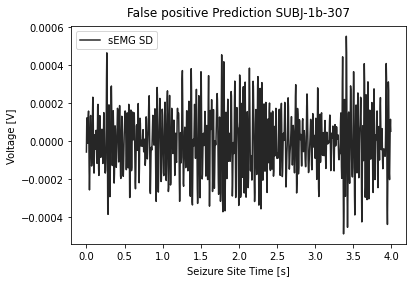 False positive Prediction SUBJ-1b-307
sEMG SD
Voltage [V]
0.0006
0.0004
0.0002
0.0000
−0.0002
−0.0004
0.0 0.5 1.0 1.5 2.0 2.5 3.0 3.5 4.0
Seizure Site Time [s]